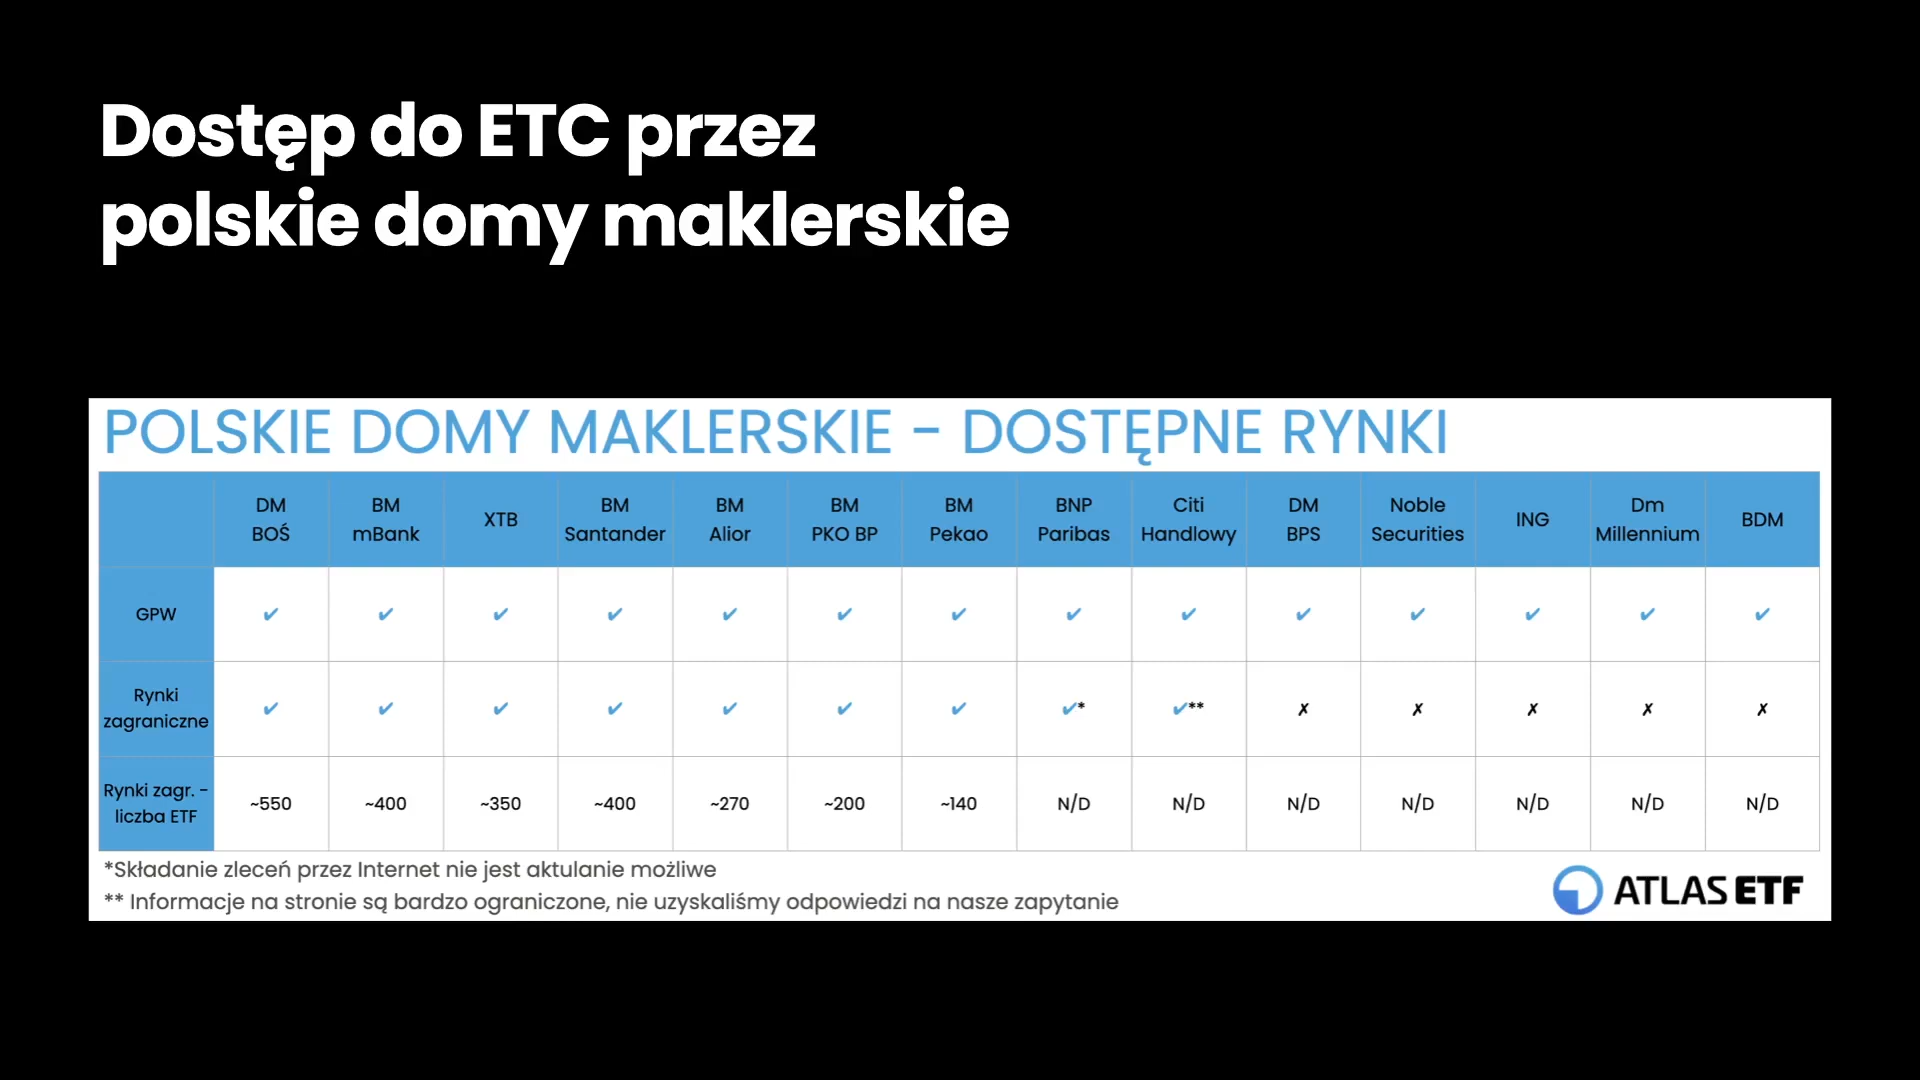 Dostęp do ETC przez
polskie domy maklerskie
POLSKIE DOMY MAKLERSKIE - DOSTĘPNE RYNKI
DM BOŚ BM mBank XTB BM Santander BM Alior BM PKO BP BM Pekao BNP Paribas Citi Handlowy DM BPS Noble Securities ING Dm Millennium BDM
GPW ✔ ✔ ✔ ✔ ✔ ✔ ✔ ✔ ✔ ✔ ✔ ✔ ✔ ✔
Rynki zagraniczne ✔ ✔ ✔ ✔ ✔ ✔ ✔ ✔* ✔** ✗ ✗ ✗ ✗ ✗
Rynki zagr. - liczba ETF ~550 ~400 ~350 ~400 ~270 ~200 ~140 N/D N/D N/D N/D N/D N/D N/D
*Składanie zleceń przez Internet nie jest aktulanie możliwe
** Informacje na stronie są bardzo ograniczone, nie uzyskaliśmy odpowiedzi na nasze zapytanie
ATLAS ETF